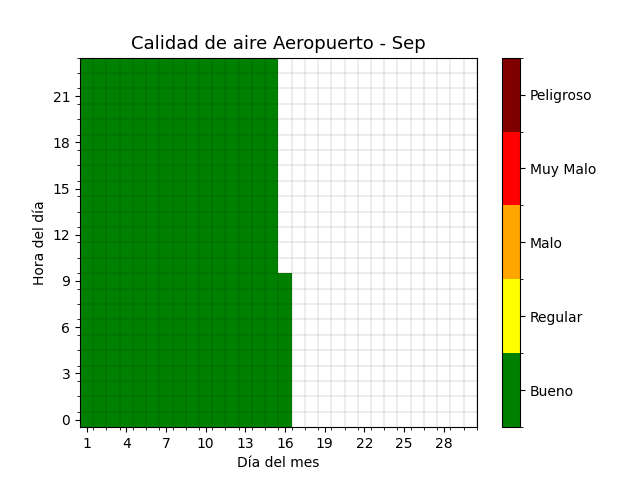 Calidad de aire Aeropuerto - Sep
Hora del día
21
18
15
12
9
6
3
0
1 4 7 10 13 16 19 22 25 28
Día del mes
Peligroso
Muy Malo
Malo
Regular
Bueno